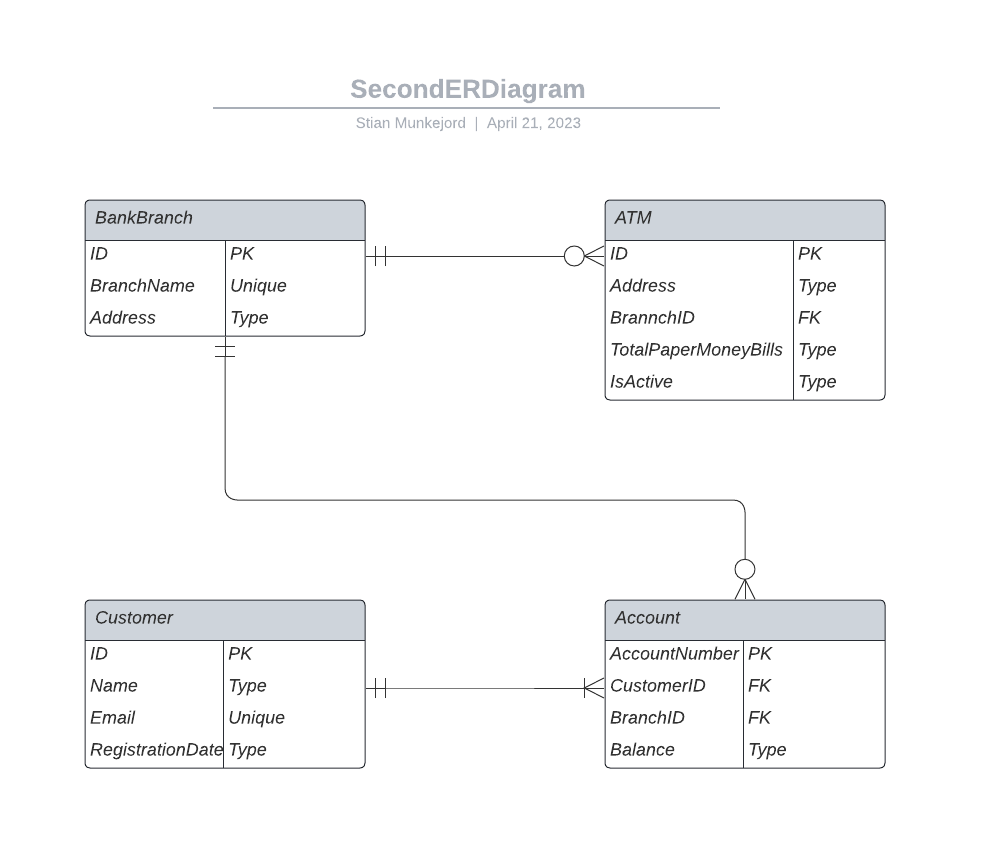 SecondERDiagram
Stian Munkejord | April 21, 2023
BankBranch
ID PK
BranchName Unique
Address Type
ATM
ID PK
Address Type
BrannchID FK
TotalPaperMoneyBills Type
IsActive Type
Customer
ID PK
Name Type
Email Unique
RegistrationDate Type
Account
AccountNumber PK
CustomerID FK
BranchID FK
Balance Type